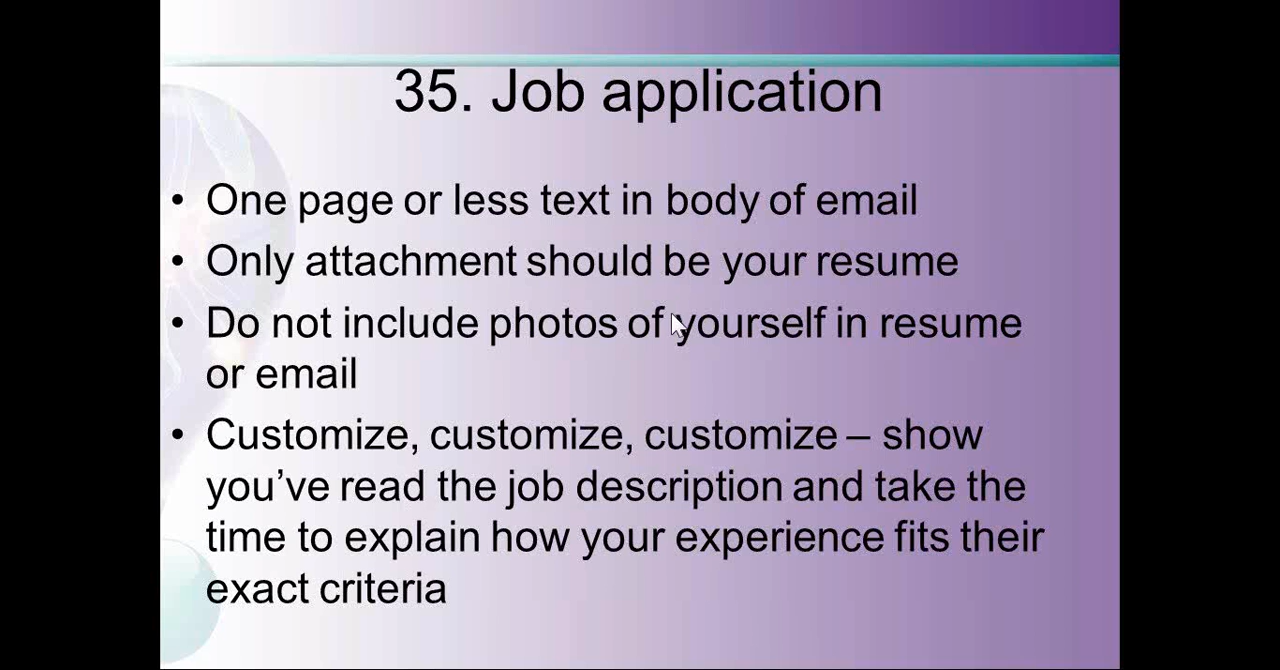 35. Job application
• One page or less text in body of email
• Only attachment should be your resume
• Do not include photos of yourself in resume
or email
• Customize, customize, customize – show
you’ve read the job description and take the
time to explain how your experience fits their
exact criteria